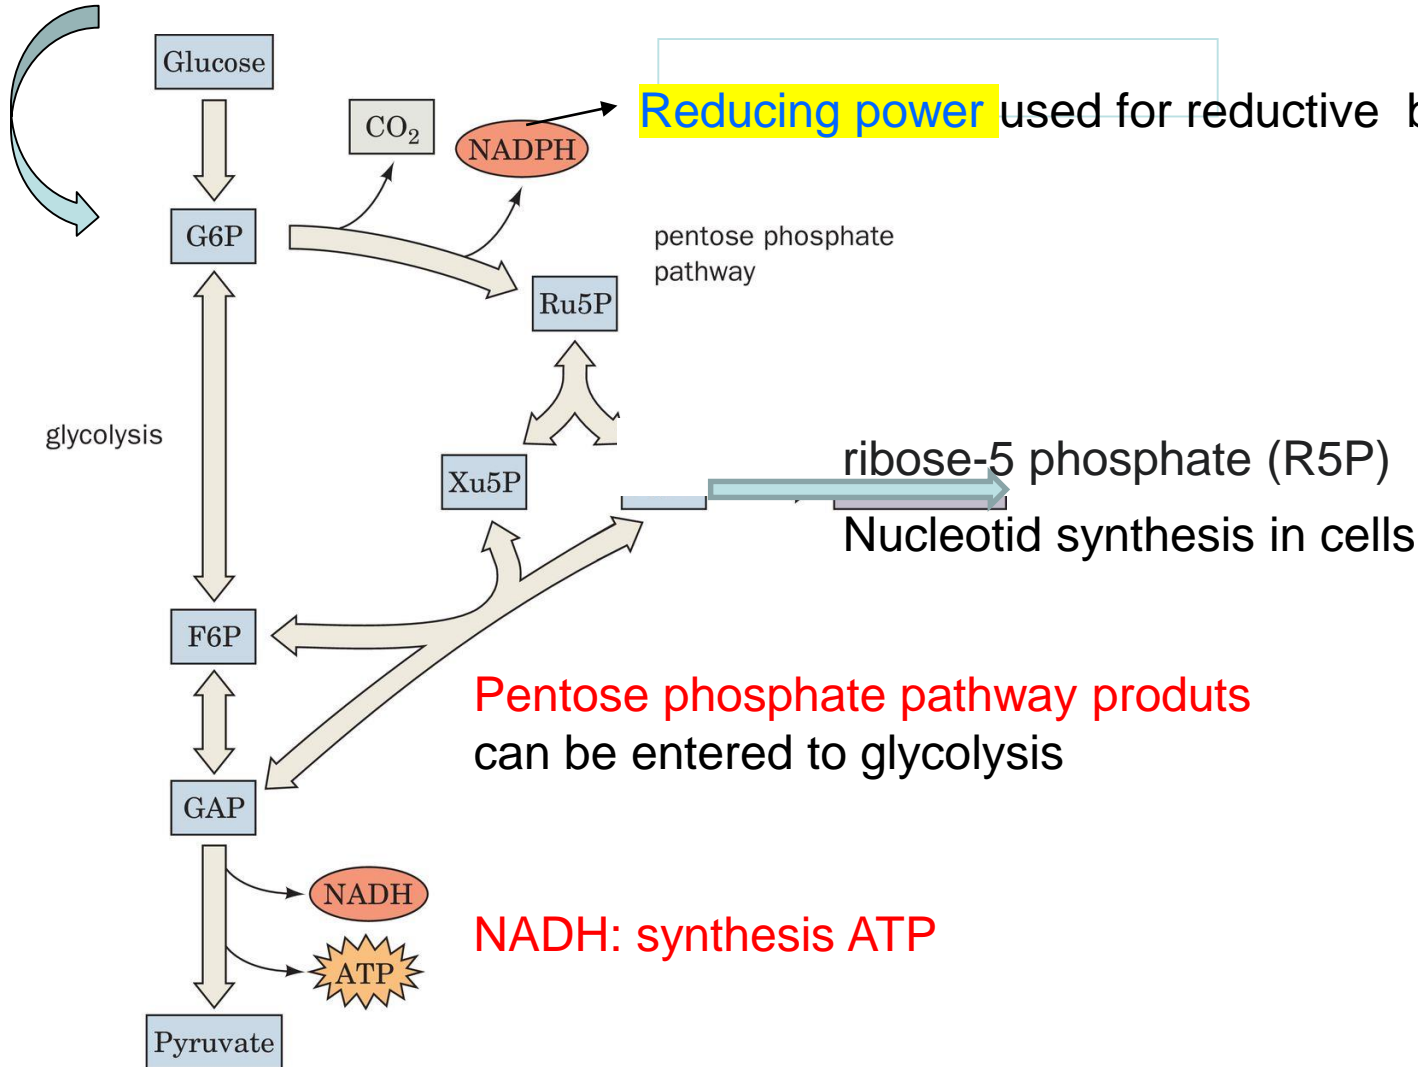 Glucose
CO₂
NADPH
Reducing power used for reductive
G6P
pentose phosphate
pathway
Ru5P
glycolysis
ribose-5 phosphate (R5P)
Xu5P
Nucleotid synthesis in cells
F6P
Pentose phosphate pathway produts
can be entered to glycolysis
GAP
NADH
NADH: synthesis ATP
ATP
Pyruvate